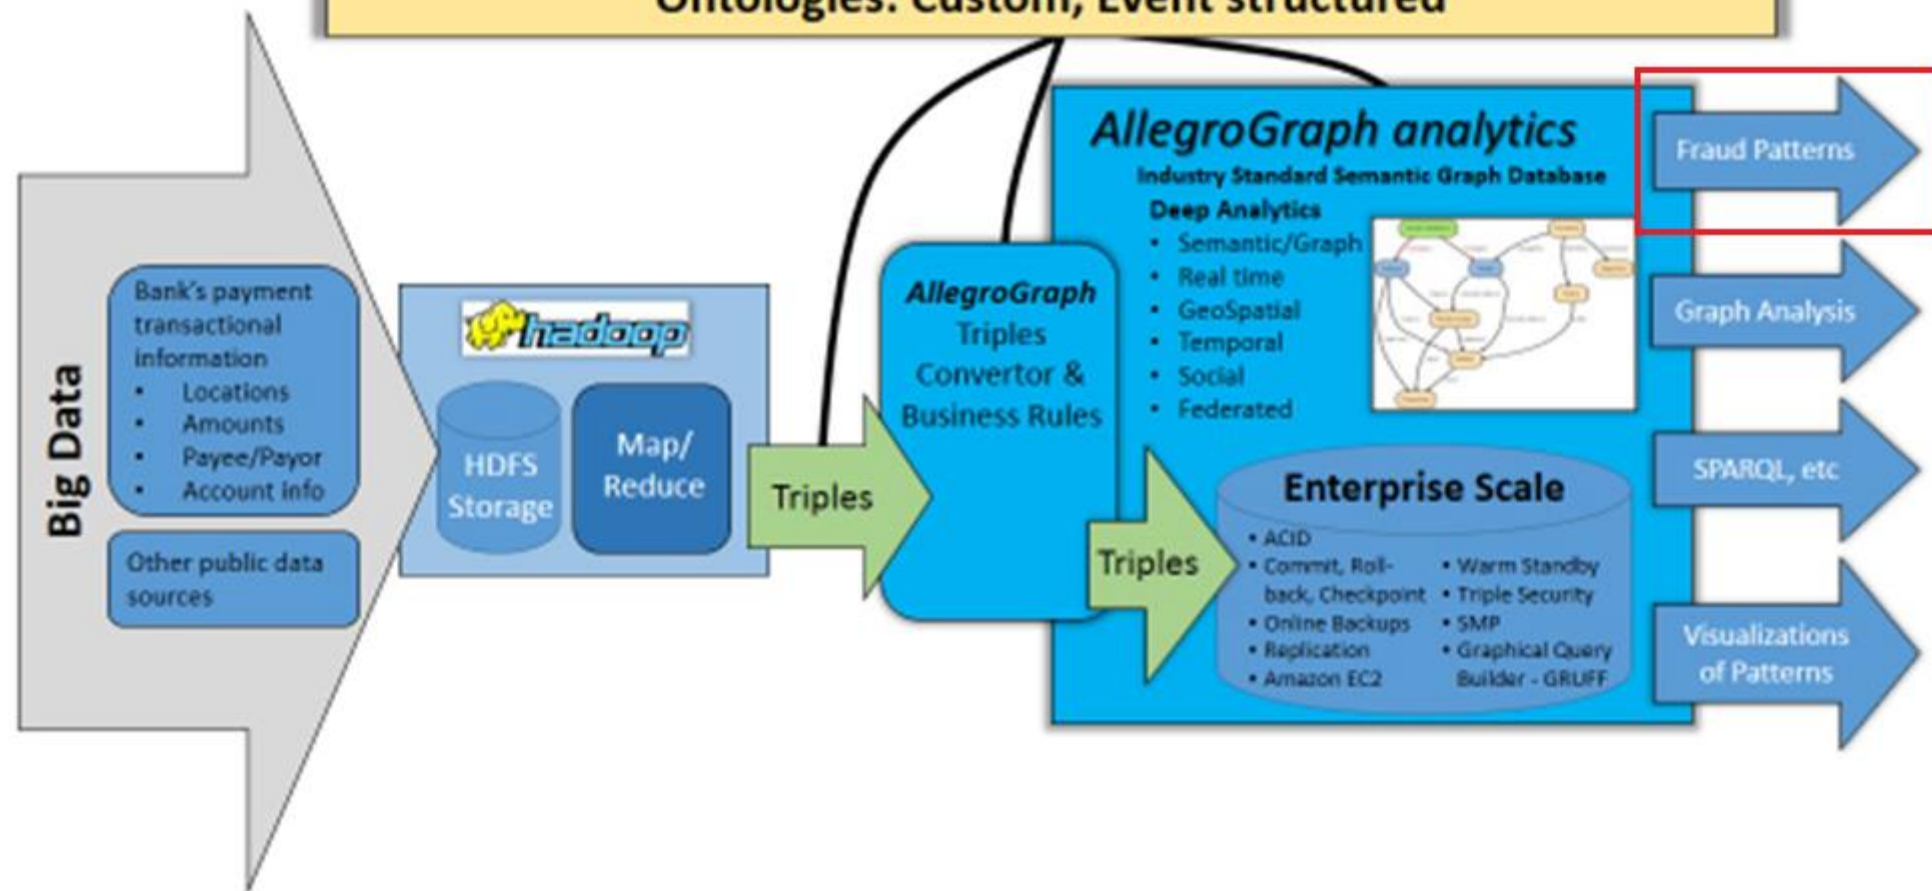 Ontologies: Custom, Event structured
Big Data
Bank's payment
transactional
information
• Locations
• Amounts
• Payee/Payor
• Account info
Other public data
sources
hadoop
HDFS
Storage
Map/
Reduce
Triples
AllegroGraph
Triples
Convertor &
Business Rules
AllegroGraph analytics
Industry Standard Semantic Graph Database
Deep Analytics
• Semantic/Graph
• Real time
• GeoSpatial
• Temporal
• Social
• Federated
Triples
Enterprise Scale
• ACID
• Commit, Roll-
back, Checkpoint
• Online Backups
• Replication
• Amazon EC2
• Warm Standby
• Triple Security
• SMP
• Graphical Query
Builder - GRUFF
Fraud Patterns
Graph Analysis
SPARQL, etc
Visualizations
of Patterns